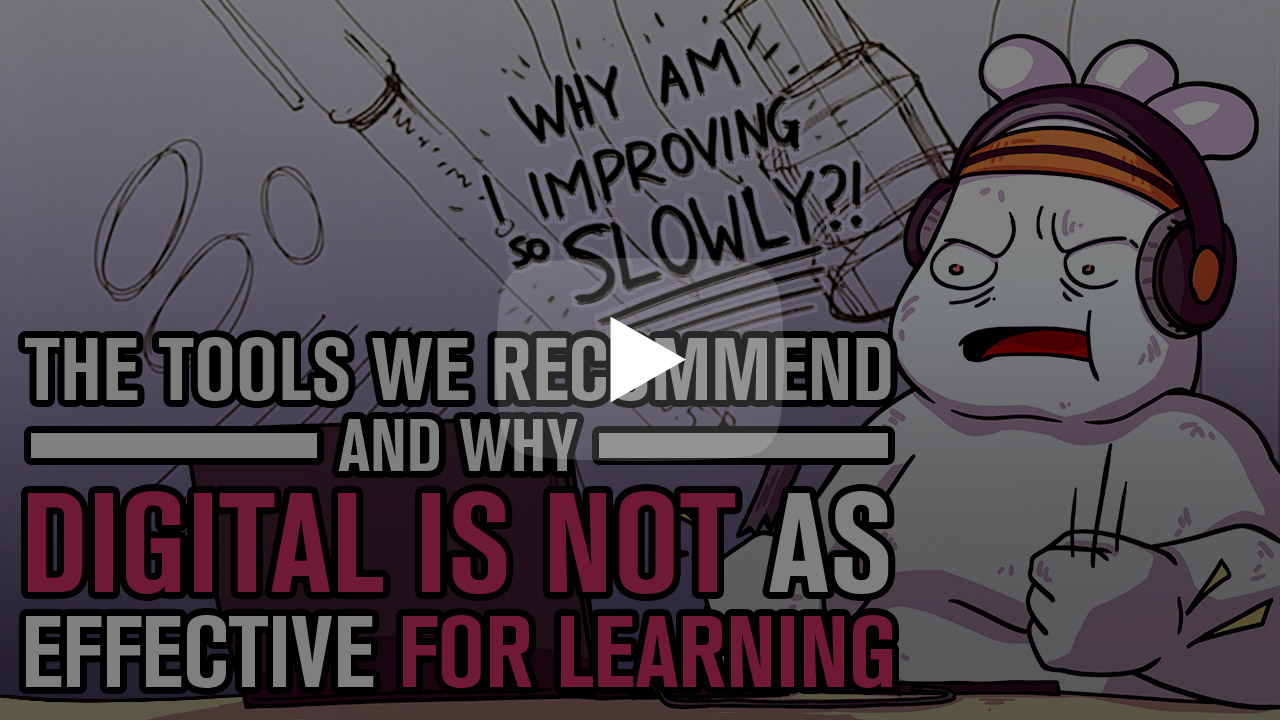 WHY AM
I IMPROVING
SO SLOWLY?!
THE TOOLS WE RECOMMEND
AND WHY
DIGITAL IS NOT AS
EFFECTIVE FOR LEARNING